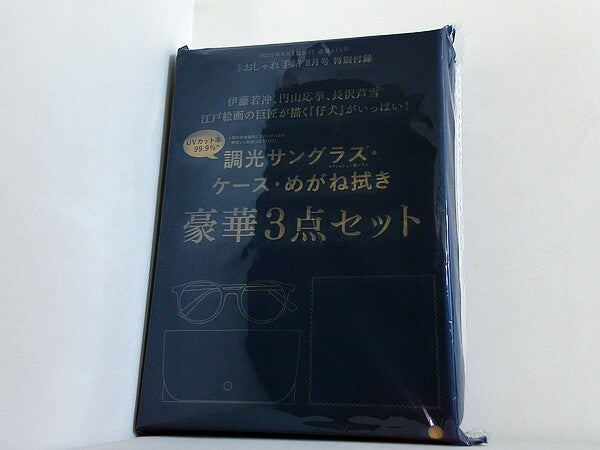 おしゃれ手帖 8月号 特別付録
伊藤若冲、円山応挙、長沢芦雪
江戸絵画の巨匠が描く「仔犬」がいっぱい!
UVカット率
99.9%
調光サングラス・
ケース・めがね拭き
豪華3点セット